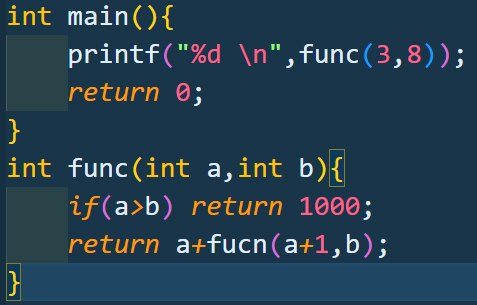 int main(){
printf("%d \n",func(3,8));
return 0;
}
int func(int a,int b){
if(a>b) return 1000;
return a+fucn(a+1,b);
}